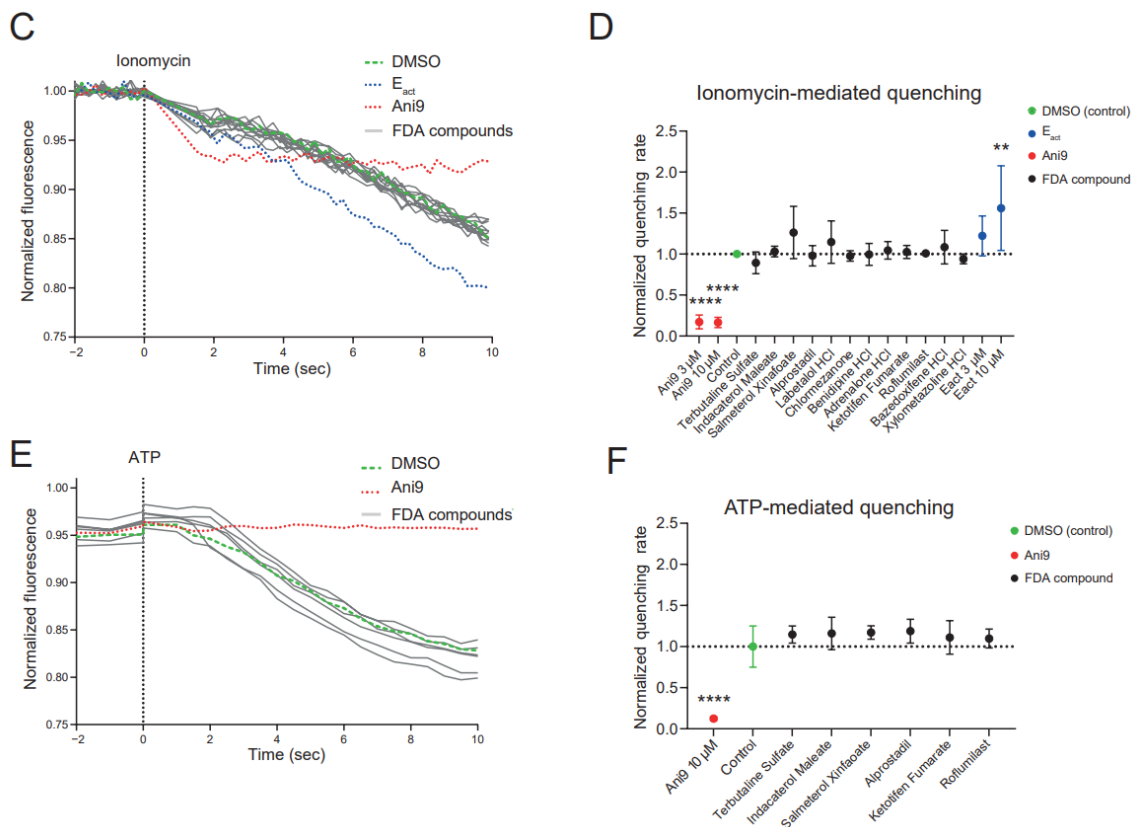 C
Ionomycin
DMSO
Eact
Ani9
FDA compounds
Normalized fluorescence
1.00
0.95
0.90
0.85
0.75
−2
0
2
4
6
8
10
Time (sec)
D
Ionomycin-mediated quenching
DMSO (control)
Eact
Ani9
FDA compound
Normalized quenching rate
2.5
2.0
1.5
1.0
0.5
0.0
****
****
**
Ani9 3 µM
Ani9 10 µM
Control
Terbutaline Sulfate
Indacaterol Maleate
Salmeterol Xinafoate
Alprostadil
Labetalol HCl
Chlormezanone
Benidipine HCl
Adrenalone HCl
Ketotifen Fumarate
Roflumilast
Bazedoxifene HCl
Xylometazoline HCl
Eact 3 µM
Eact 10 µM
E
ATP
DMSO
Ani9
FDA compounds
Normalized fluorescence
1.00
0.95
0.90
0.85
0.80
0.75
−2
0
2
4
6
8
10
Time (sec)
F
ATP-mediated quenching
DMSO (control)
Ani9
FDA compound
Normalized quenching rate
2.5
2.0
1.5
1.0
0.5
0.0
****
Ani9 10 µM
Control
Terbutaline Sulfate
Indacaterol Maleate
Salmeterol Xinfaoate
Alprostadil
Ketotifen Fumarate
Roflumilast